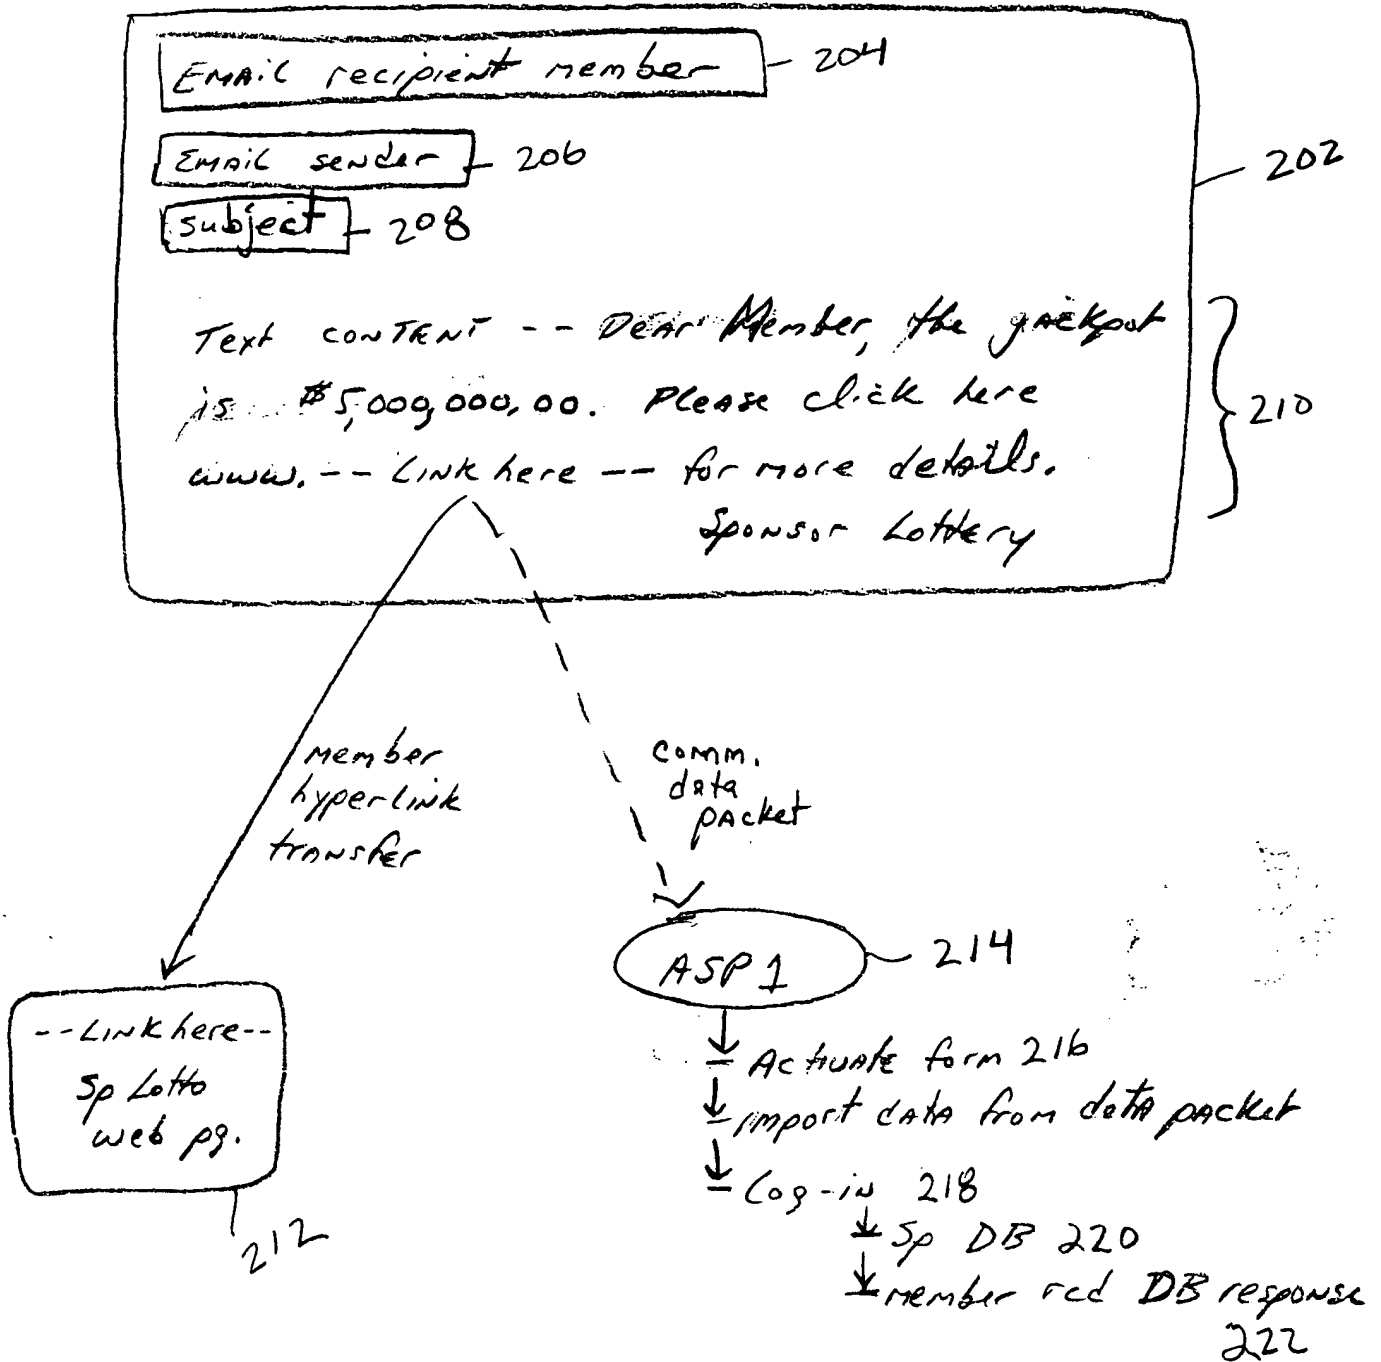 Email recipient member 204
Email sender 206
202
subject 208
Text content -- Dear Member, the jackpot
is $5,000,000,00. Please click here
210
www. -- Link here -- for more details.
Sponsor Lottery
member
hyperlink
transfer
comm.
data
packet
ASP1 214
--Link here--
Sp Lotto
web pg.
212
Activate form 216
import data from data packet
Log-in 218
Sp DB 220
member rcd DB response
222